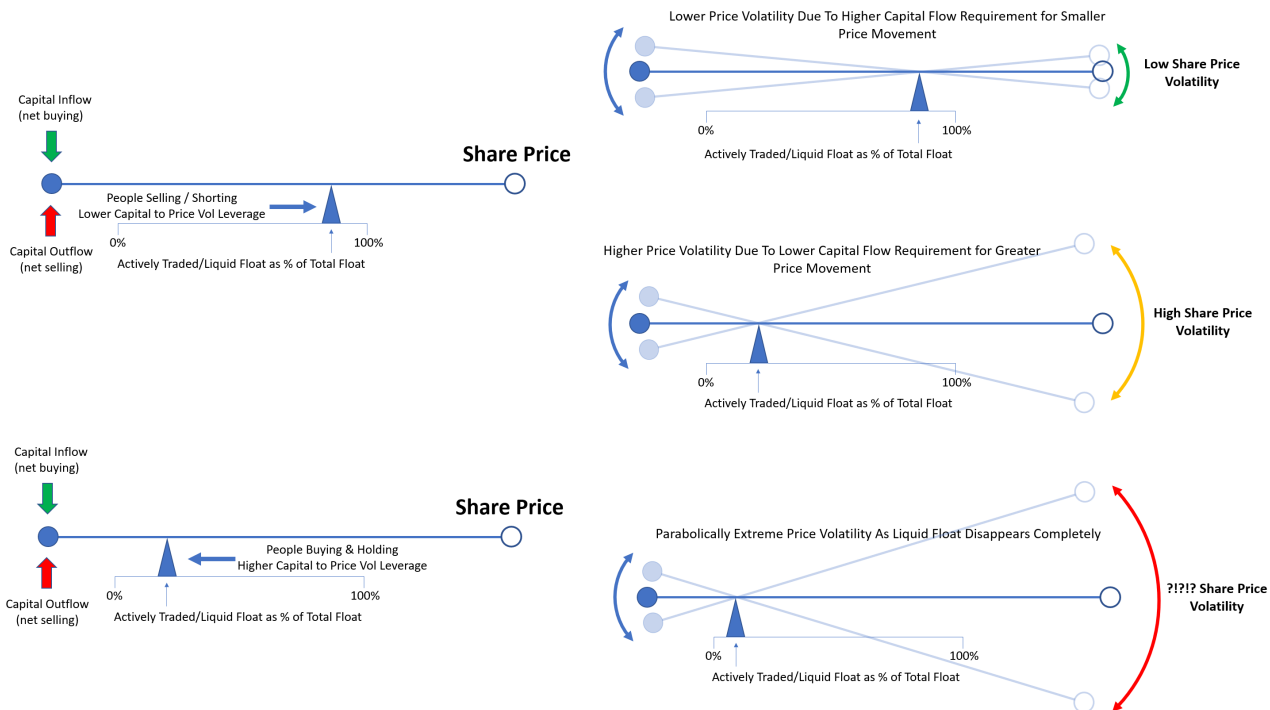 Capital Inflow
(net buying)
Share Price
People Selling / Shorting
Lower Capital to Price Vol Leverage
0%
100%
Capital Outflow
(net selling)
Actively Traded/Liquid Float as % of Total Float
Capital Inflow
(net buying)
Share Price
People Buying & Holding
Higher Capital to Price Vol Leverage
0%
100%
Capital Outflow
(net selling)
Actively Traded/Liquid Float as % of Total Float
Lower Price Volatility Due To Higher Capital Flow Requirement for Smaller
Price Movement
Low Share Price
Volatility
0%
100%
Actively Traded/Liquid Float as % of Total Float
Higher Price Volatility Due To Lower Capital Flow Requirement for Greater
Price Movement
High Share Price
Volatility
0%
100%
Actively Traded/Liquid Float as % of Total Float
Parabolically Extreme Price Volatility As Liquid Float Disappears Completely
?!?!? Share Price
Volatility
0%
100%
Actively Traded/Liquid Float as % of Total Float